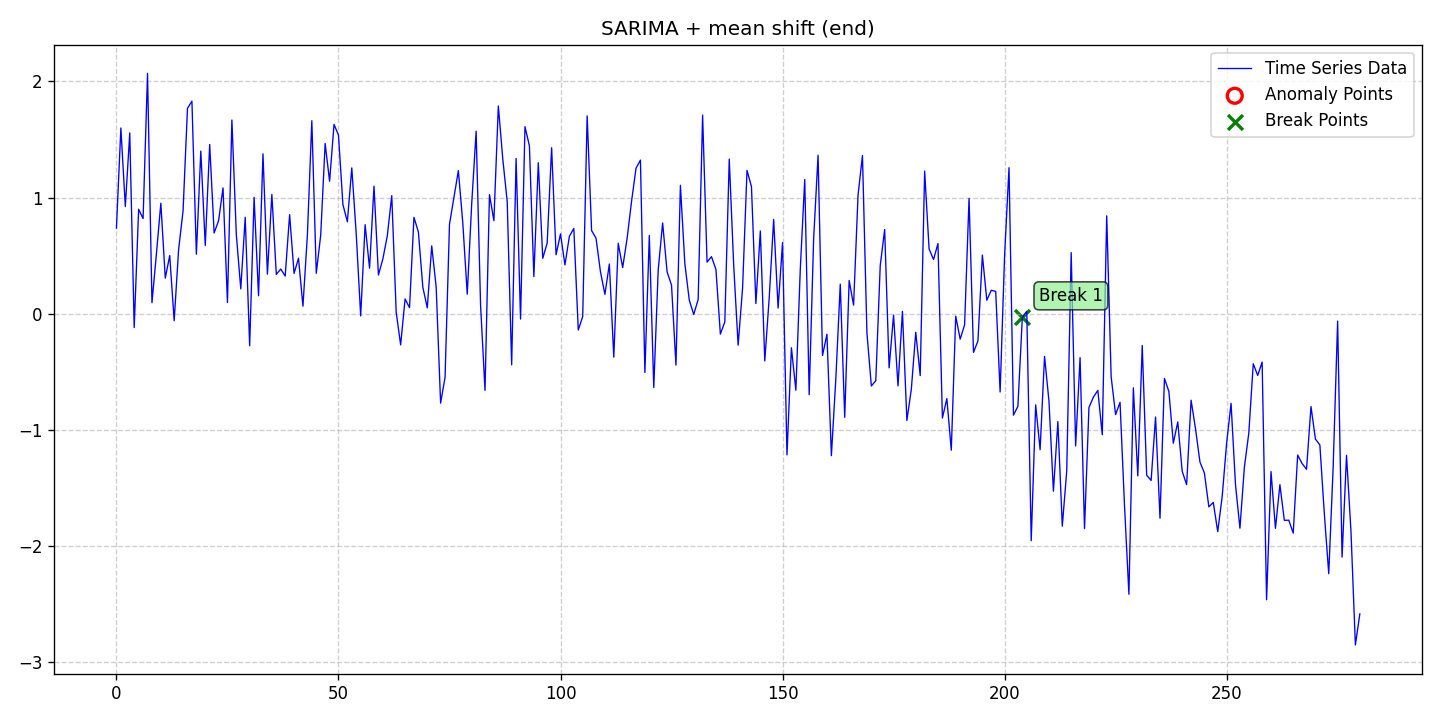 SARIMA + mean shift (end)
Time Series Data
Anomaly Points
Break Points
Break 1
2
1
0
−1
−2
−3
0
50
100
150
200
250